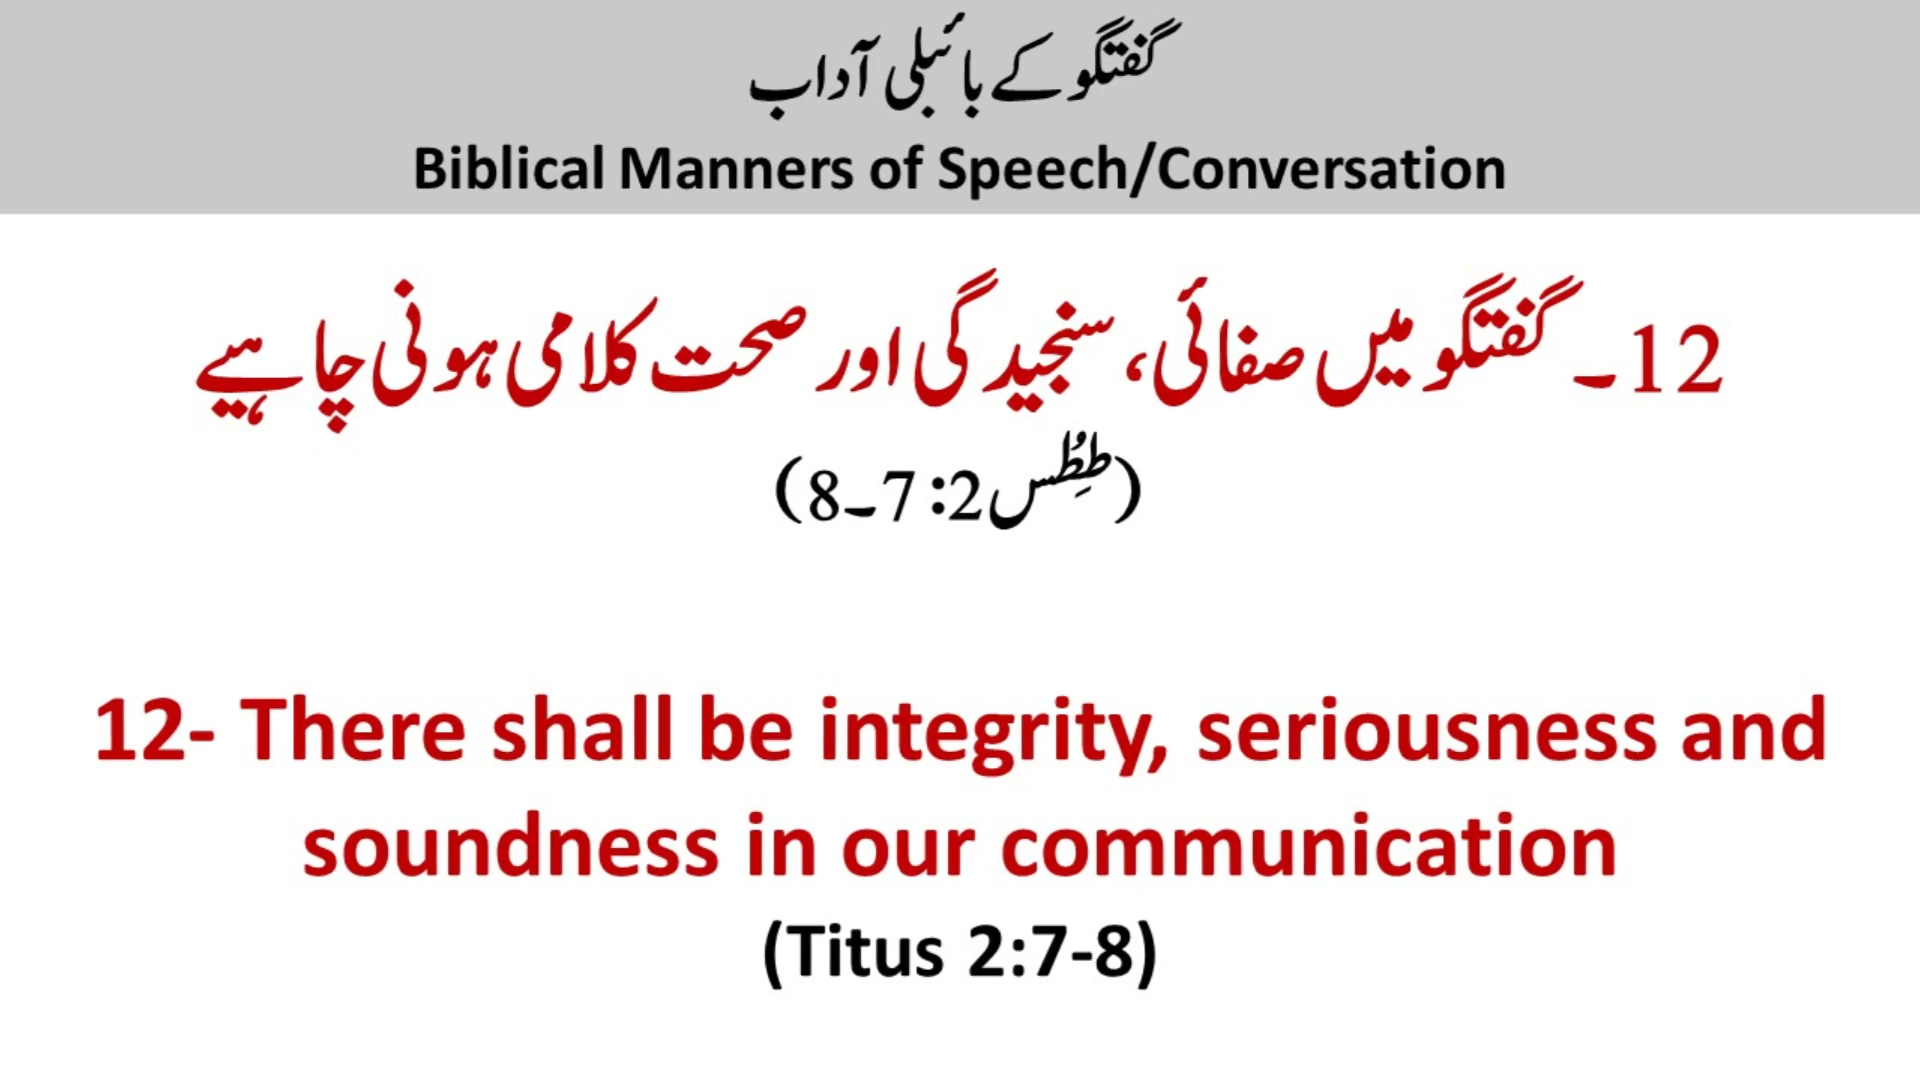 گفتگو کے بائبلی آداب
Biblical Manners of Speech/Conversation
12۔ گفتگو میں صفائی، سنجیدگی اور صحت کلامی ہونی چاہیے
(طِطُس 2: 7۔8)
12- There shall be integrity, seriousness and
soundness in our communication
(Titus 2:7-8)